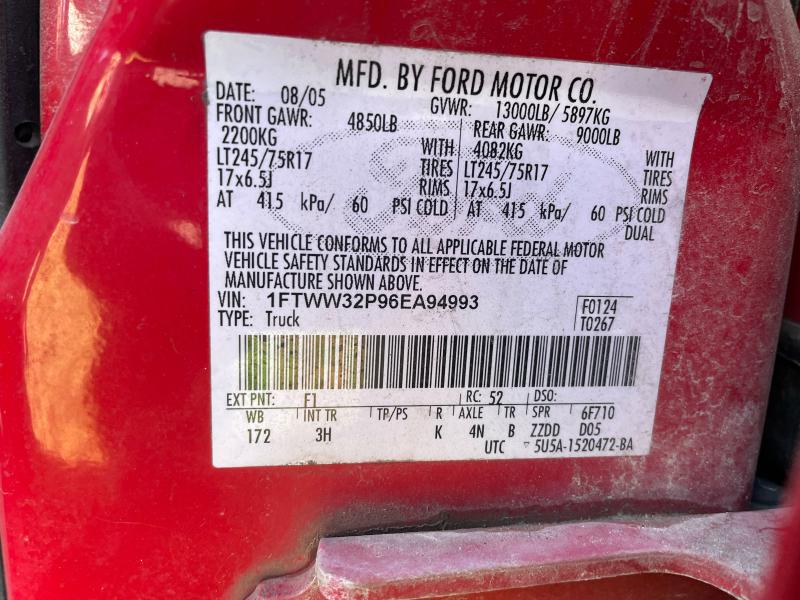 MFD. BY FORD MOTOR CO.
DATE: 08/05 GVWR: 13000LB/ 5897KG
FRONT GAWR: 4850LB REAR GAWR: 9000LB
2200KG WITH 4082KG WITH
LT245/75R17 TIRES LT245/75R17 TIRES
17x6.5J RIMS 17x6.5J RIMS
AT 415 kPa/ 60 PSI COLD AT 415 kPa/ 60 PSI COLD
DUAL
THIS VEHICLE CONFORMS TO ALL APPLICABLE FEDERAL MOTOR
VEHICLE SAFETY STANDARDS IN EFFECT ON THE DATE OF
MANUFACTURE SHOWN ABOVE.
VIN: 1FTWW32P96EA94993 F0124
TYPE: Truck T0267
EXT PNT: F1 RC: 52 DSO:
WB INT TR TP/PS R AXLE TR SPR 6F710
172 3H K 4N B ZZDD D05
UTC 5U5A-1520472-BA